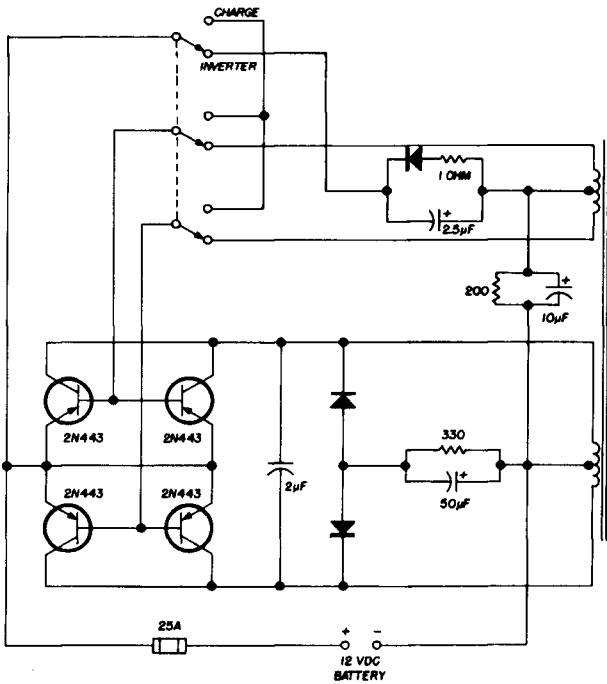 CHARGE
INVERTER
1 OHM
+
2.5µF
200
+
10µF
2N443
2N443
330
2N443
2N443
2µF
+
50µF
25A
+ -
12 VDC
BATTERY